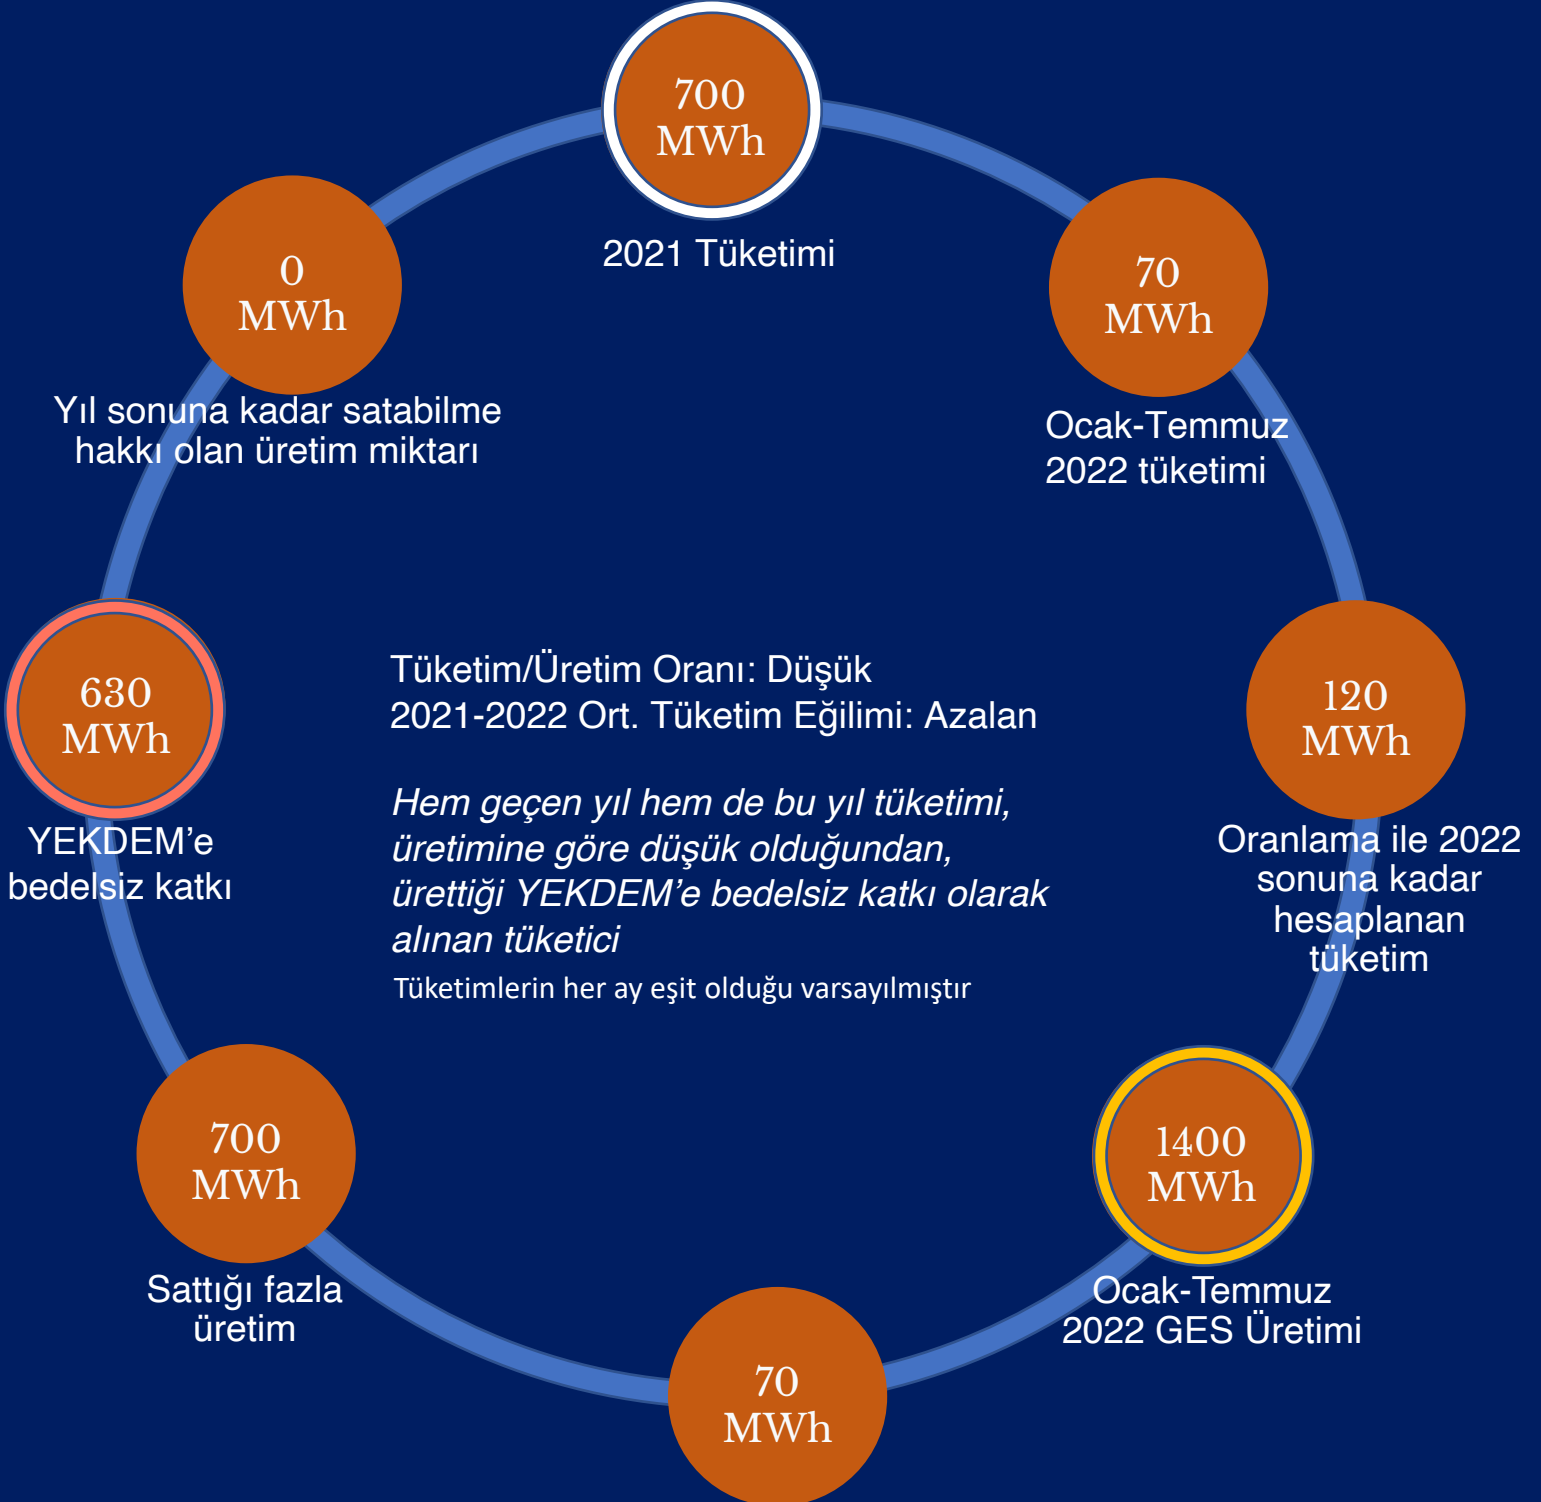 700
MWh
2021 Tüketimi
70
MWh
Ocak-Temmuz
2022 tüketimi
120
MWh
Oranlama ile 2022
sonuna kadar
hesaplanan
tüketim
1400
MWh
Ocak-Temmuz
2022 GES Üretimi
70
MWh
700
MWh
Sattığı fazla
üretim
630
MWh
YEKDEM’e
bedelsiz katkı
0
MWh
Yıl sonuna kadar satabilme
hakkı olan üretim miktarı
Tüketim/Üretim Oranı: Düşük
2021-2022 Ort. Tüketim Eğilimi: Azalan
Hem geçen yıl hem de bu yıl tüketimi,
üretimine göre düşük olduğundan,
ürettiği YEKDEM’e bedelsiz katkı olarak
alınan tüketici
Tüketimlerin her ay eşit olduğu varsayılmıştır